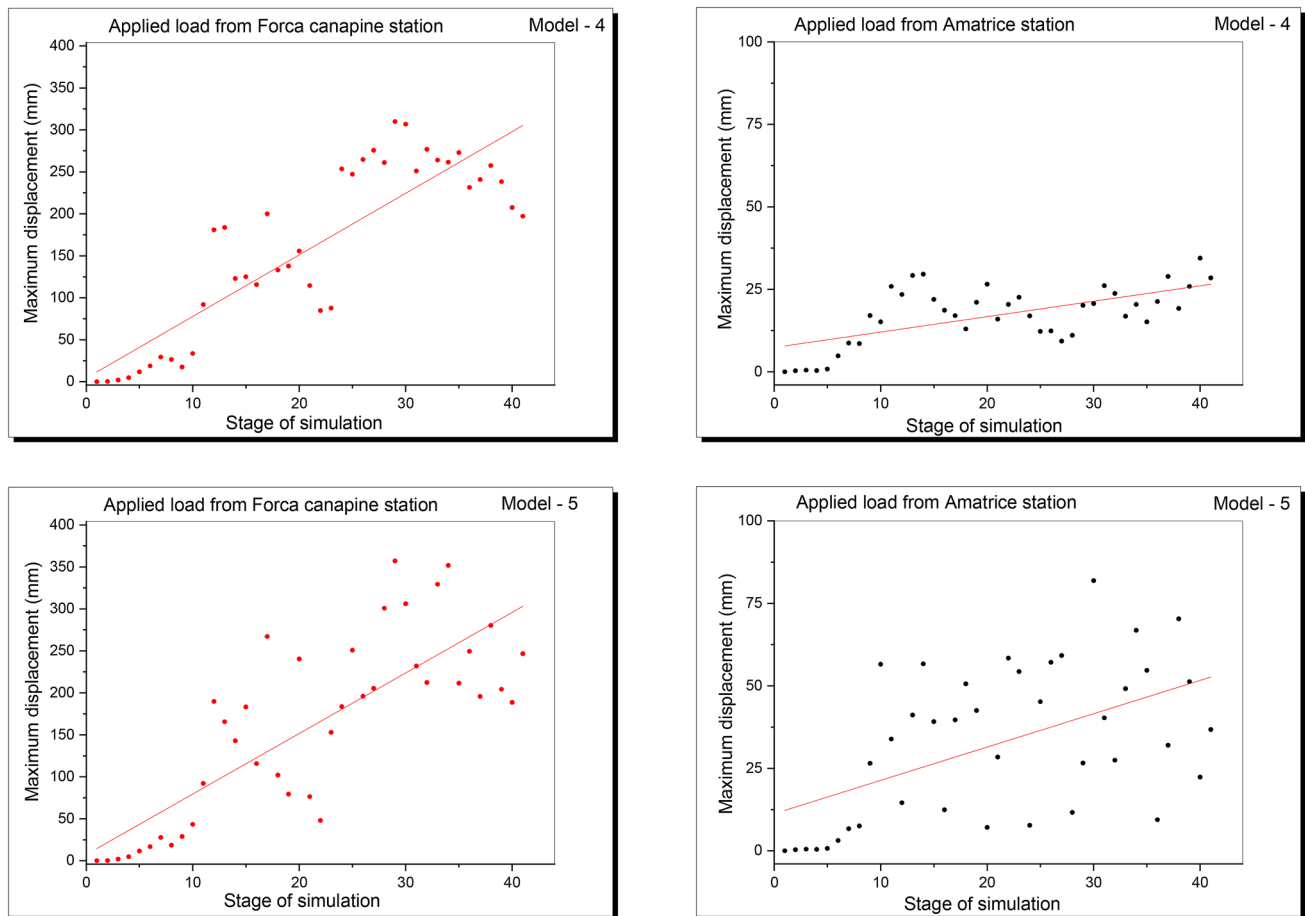 Applied load from Forca canapine station Model - 4
Maximum displacement (mm)
400
350
300
250
200
150
100
50
0
0 10 20 30 40
Stage of simulation
Applied load from Amatrice station Model - 4
Maximum displacement (mm)
100
75
50
25
0
0 10 20 30 40
Stage of simulation
Applied load from Forca canapine station Model - 5
Maximum displacement (mm)
400
350
300
250
200
150
100
50
0
0 10 20 30 40
Stage of simulation
Applied load from Amatrice station Model - 5
Maximum displacement (mm)
100
75
50
25
0
0 10 20 30 40
Stage of simulation